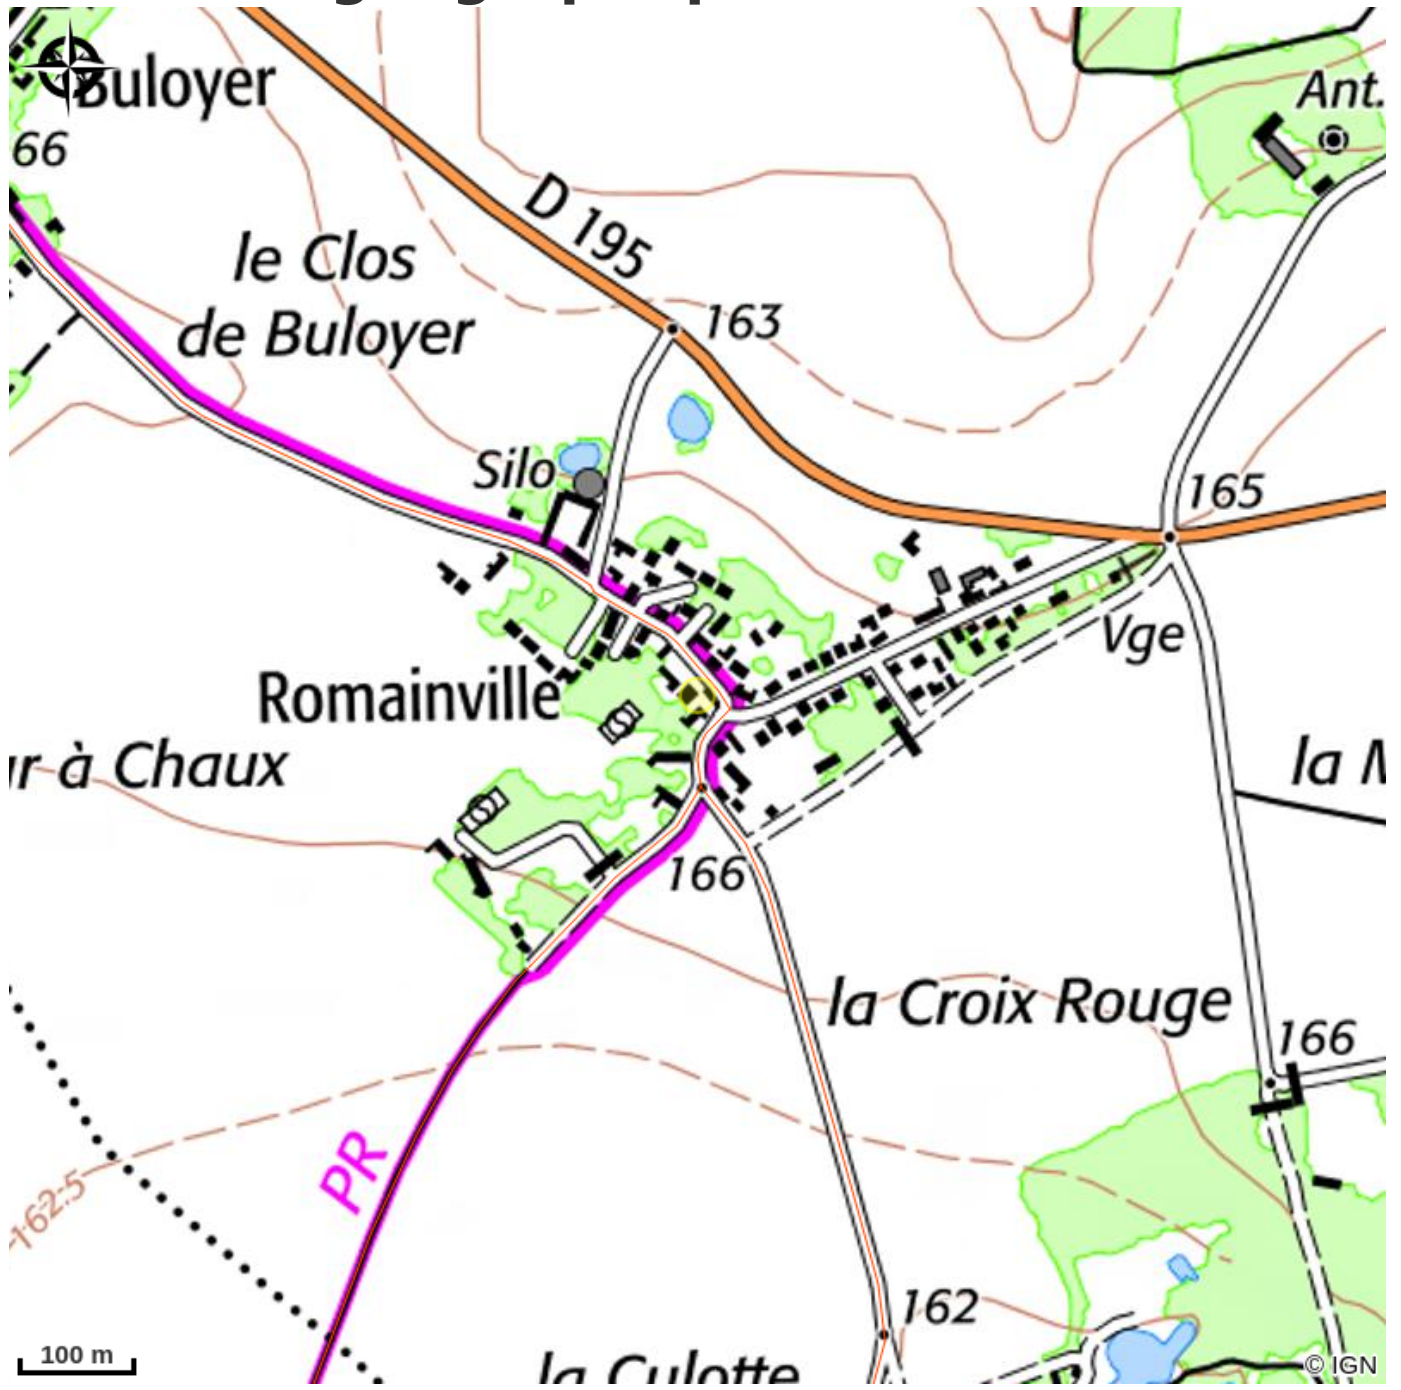 Buluoyer
Ant.
66
D 195
le Clos
de Buloyer
163
Silo
165
Vge
Romainville
r à Chaux
la M
166
la Croix Rouge
166
PR
162.5
162
la Culotte
100 m
© IGN